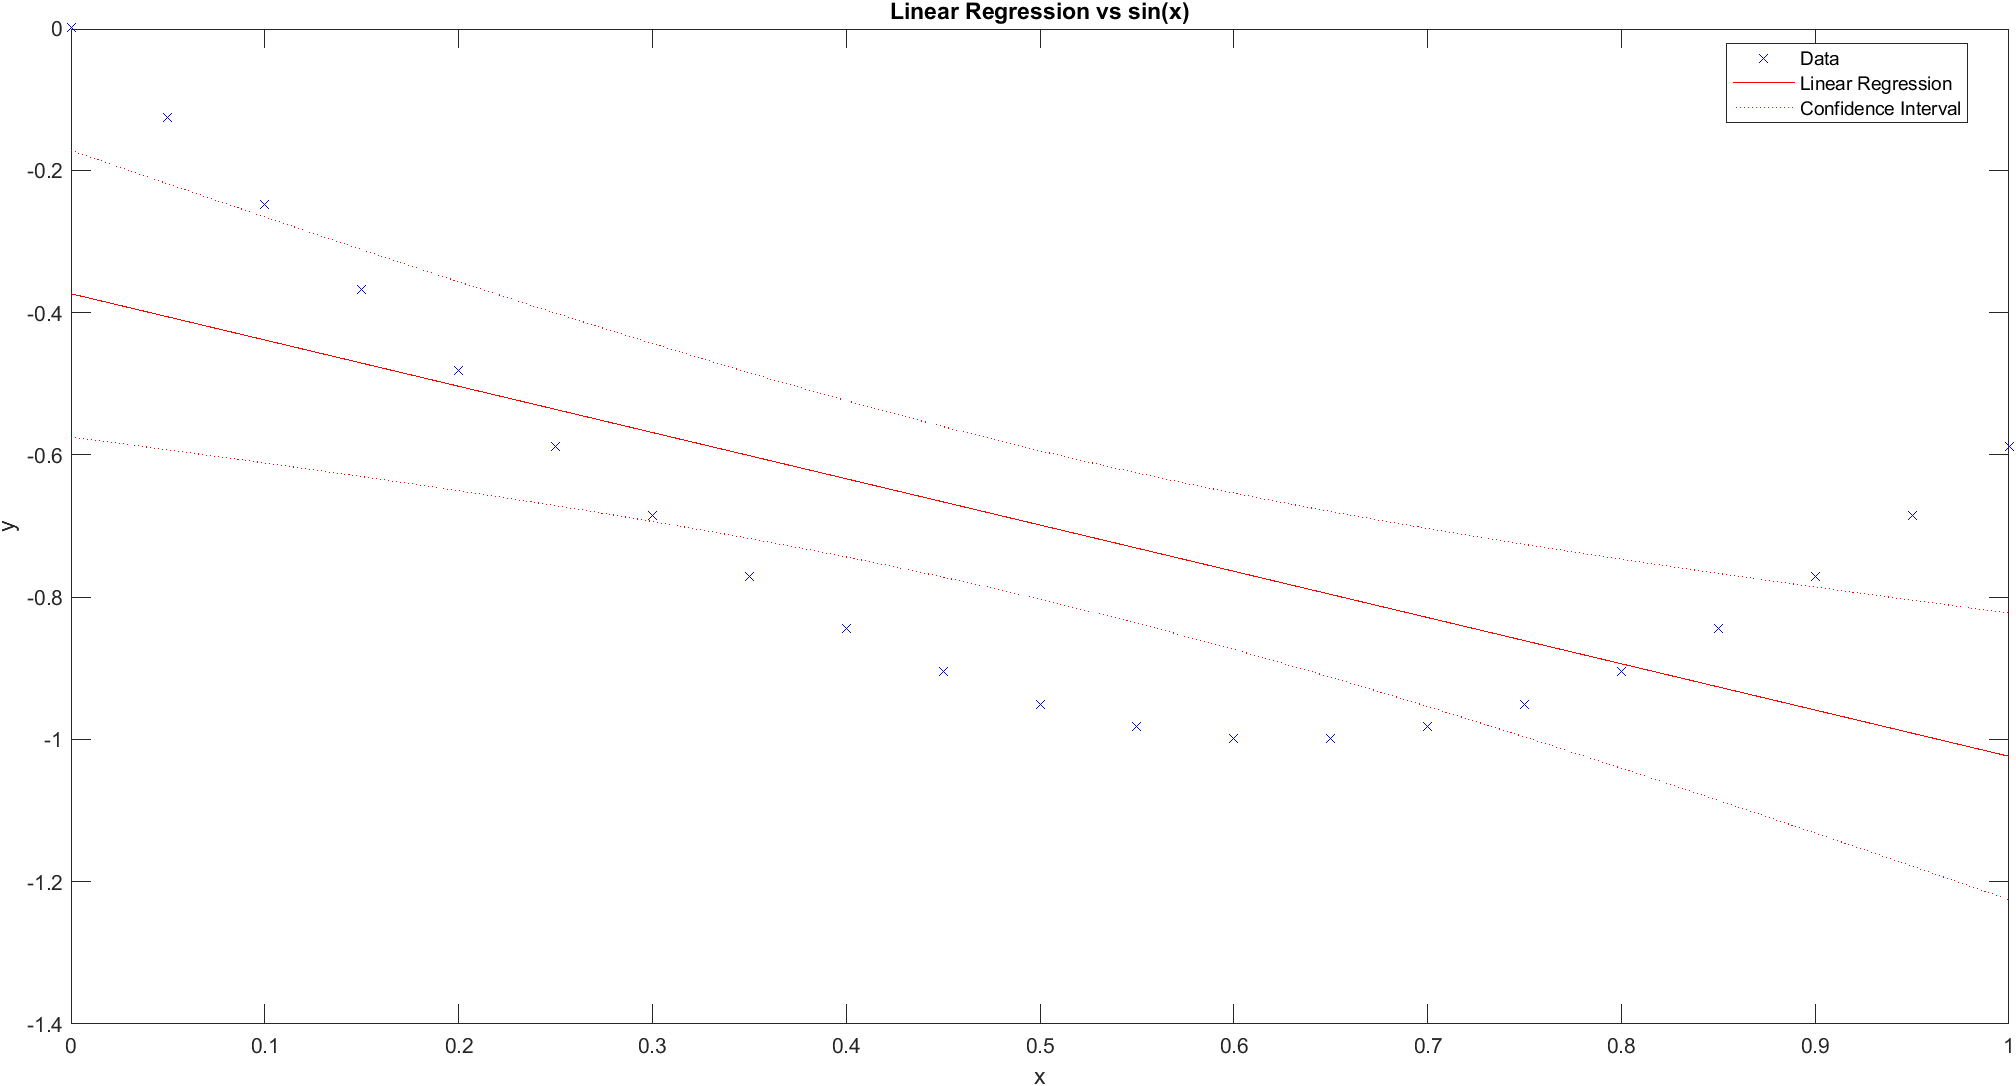 Linear Regression vs sin(x)
Data
Linear Regression
Confidence Interval
0
-0.2
-0.4
-0.6
-0.8
-1
-1.2
-1.4
y
0 0.1 0.2 0.3 0.4 0.5 0.6 0.7 0.8 0.9 1
x